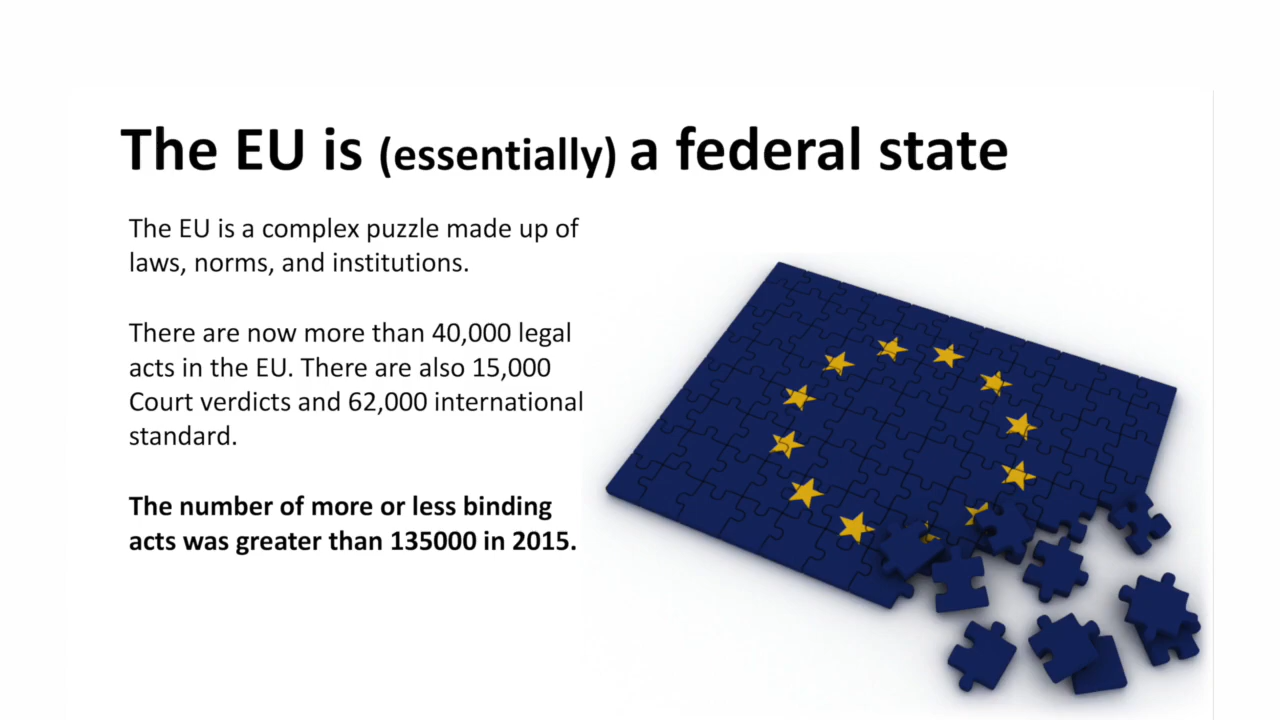 The EU is (essentially) a federal state
The EU is a complex puzzle made up of
laws, norms, and institutions.
There are now more than 40,000 legal
acts in the EU. There are also 15,000
Court verdicts and 62,000 international
standard.
The number of more or less binding
acts was greater than 135000 in 2015.